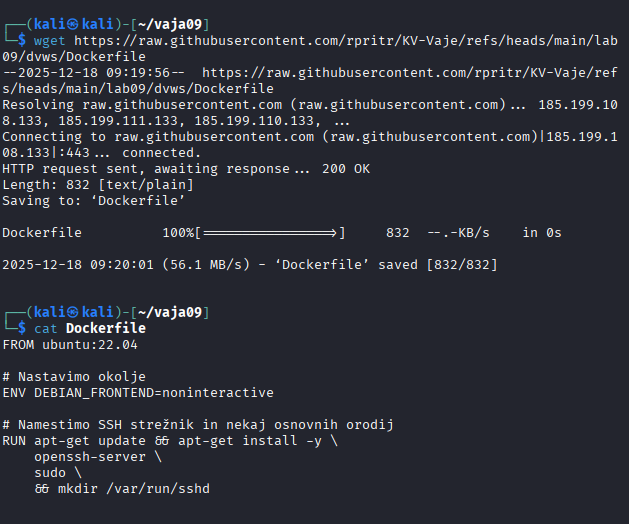 ┌──(kali㉿kali)-[~/vaja09]
└─$ wget https://raw.githubusercontent.com/rpritr/KV-Vaje/refs/heads/main/lab
09/dvws/Dockerfile
--2025-12-18 09:19:56--  https://raw.githubusercontent.com/rpritr/KV-Vaje/ref
s/heads/main/lab09/dvws/Dockerfile
Resolving raw.githubusercontent.com (raw.githubusercontent.com)... 185.199.10
8.133, 185.199.111.133, 185.199.110.133, ...
Connecting to raw.githubusercontent.com (raw.githubusercontent.com)|185.199.1
08.133|:443... connected.
HTTP request sent, awaiting response... 200 OK
Length: 832 [text/plain]
Saving to: ‘Dockerfile’
Dockerfile          100%[=================>]     832  --.-KB/s    in 0s
2025-12-18 09:20:01 (56.1 MB/s) - ‘Dockerfile’ saved [832/832]
┌──(kali㉿kali)-[~/vaja09]
└─$ cat Dockerfile
FROM ubuntu:22.04
# Nastavimo okolje
ENV DEBIAN_FRONTEND=noninteractive
# Namestimo SSH strežnik in nekaj osnovnih orodij
RUN apt-get update && apt-get install -y \
    openssh-server \
    sudo \
    && mkdir /var/run/sshd